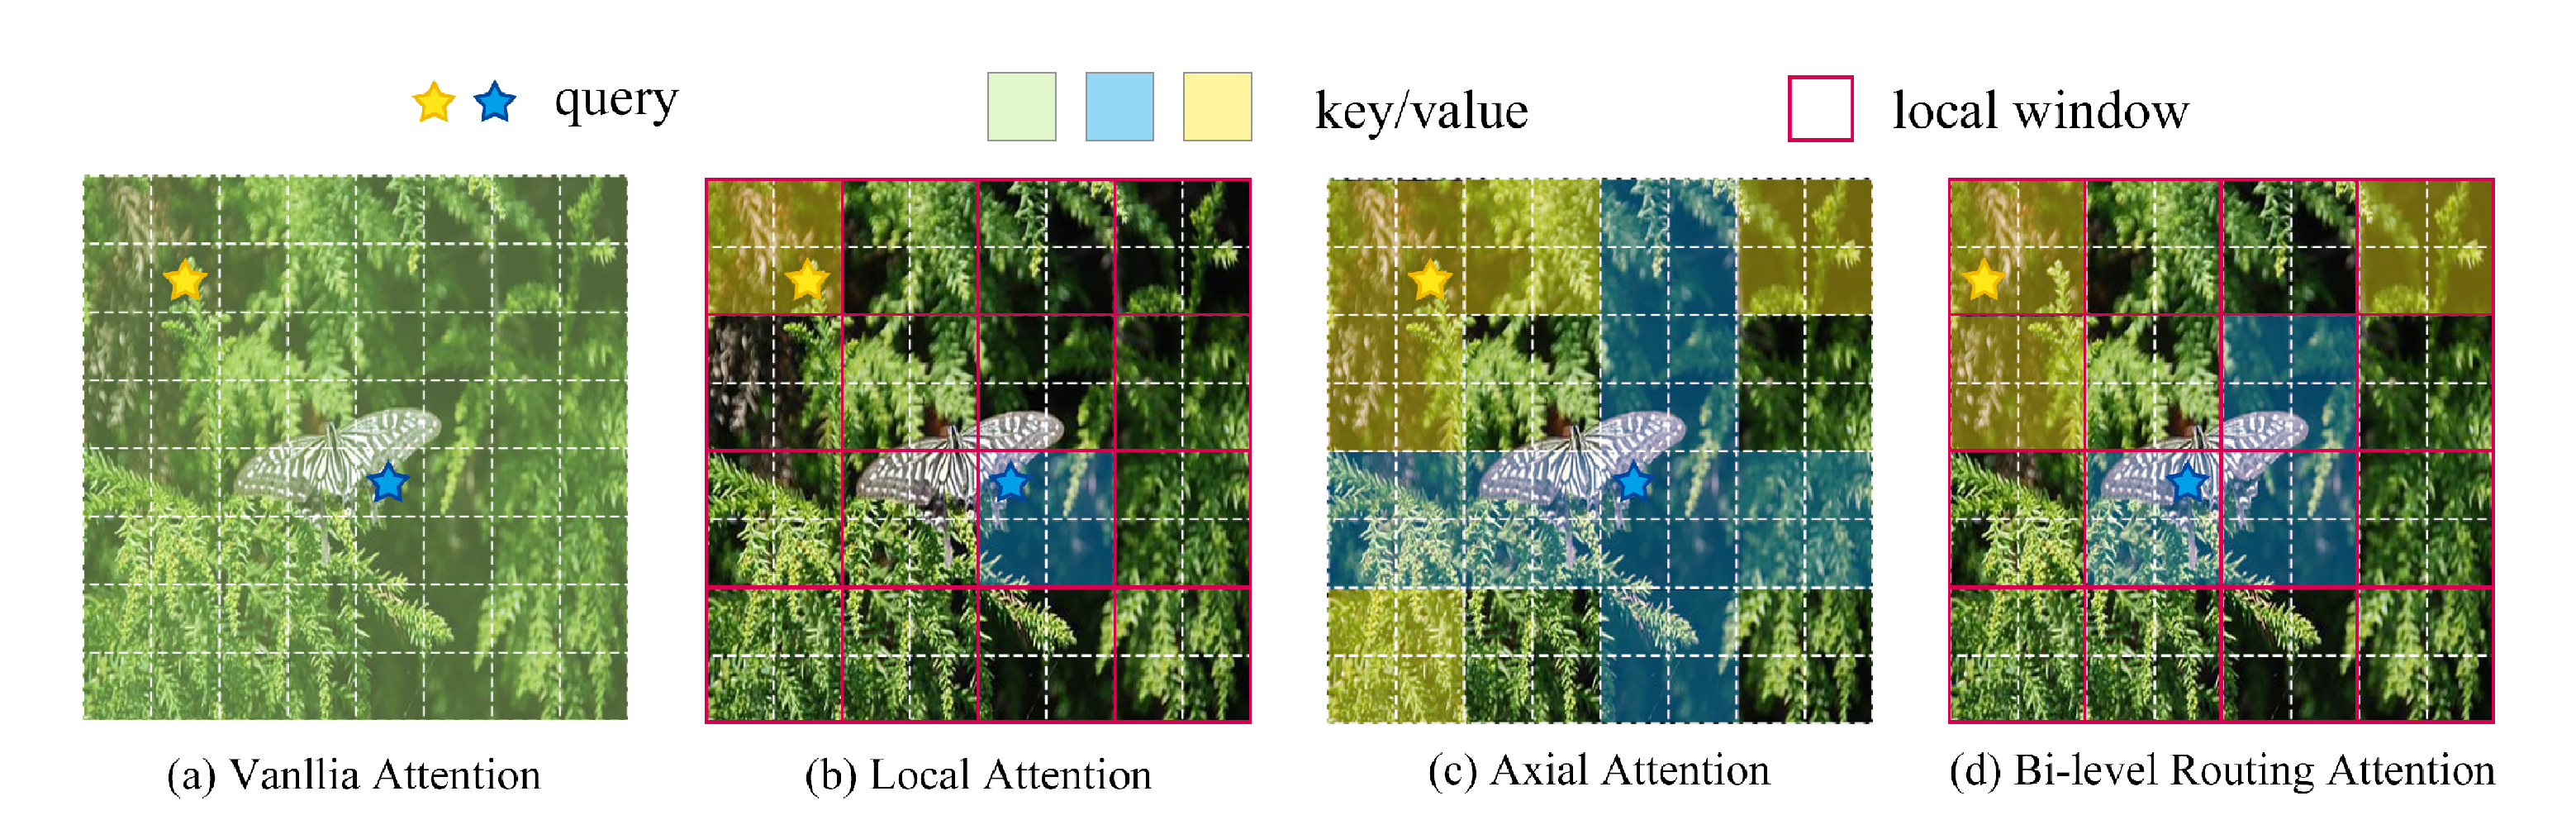 query
key/value
local window
(a) Vanllia Attention
(b) Local Attention
(c) Axial Attention
(d) Bi-level Routing Attention